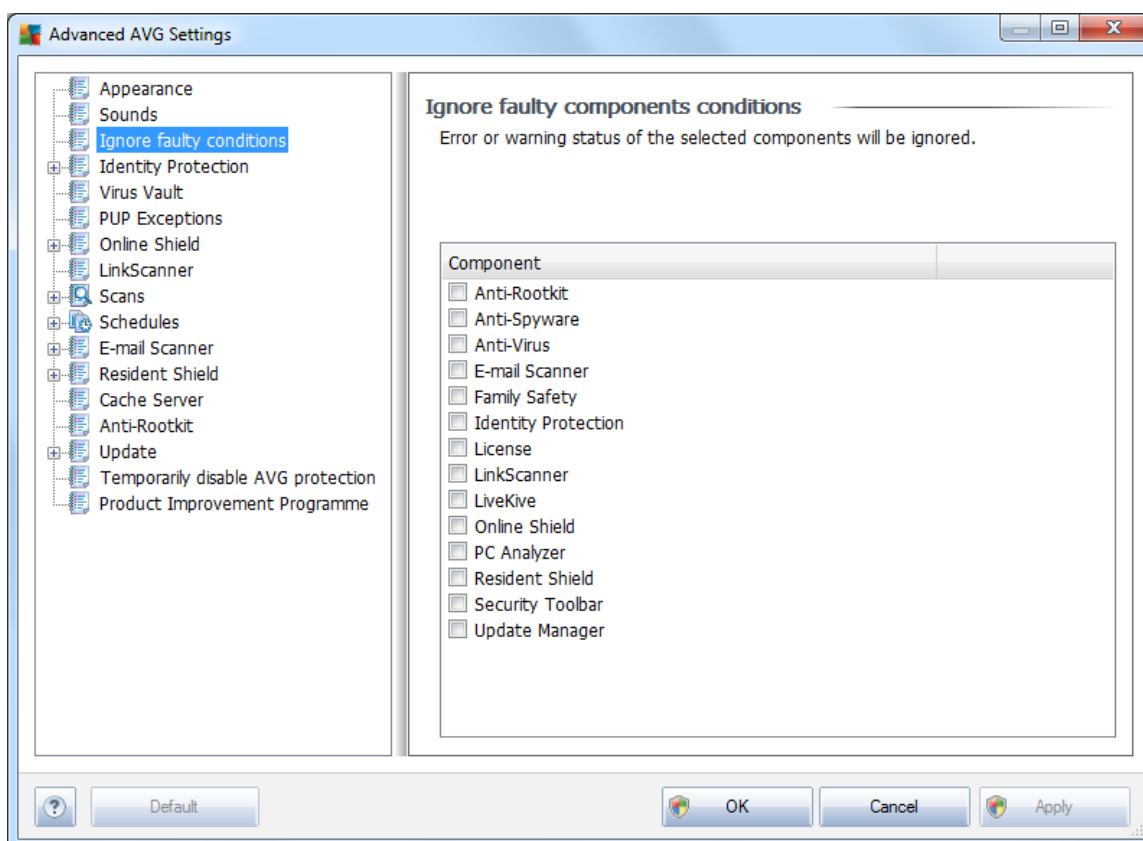 Advanced AVG Settings
Appearance
Sounds
Ignore faulty conditions
Identity Protection
Virus Vault
PUP Exceptions
Online Shield
LinkScanner
Scans
Schedules
E-mail Scanner
Resident Shield
Cache Server
Anti-Rootkit
Update
Temporarily disable AVG protection
Product Improvement Programme
Ignore faulty components conditions
Error or warning status of the selected components will be ignored.
Component
Anti-Rootkit
Anti-Spyware
Anti-Virus
E-mail Scanner
Family Safety
Identity Protection
License
LinkScanner
LiveKive
Online Shield
PC Analyzer
Resident Shield
Security Toolbar
Update Manager
? Default OK Cancel Apply